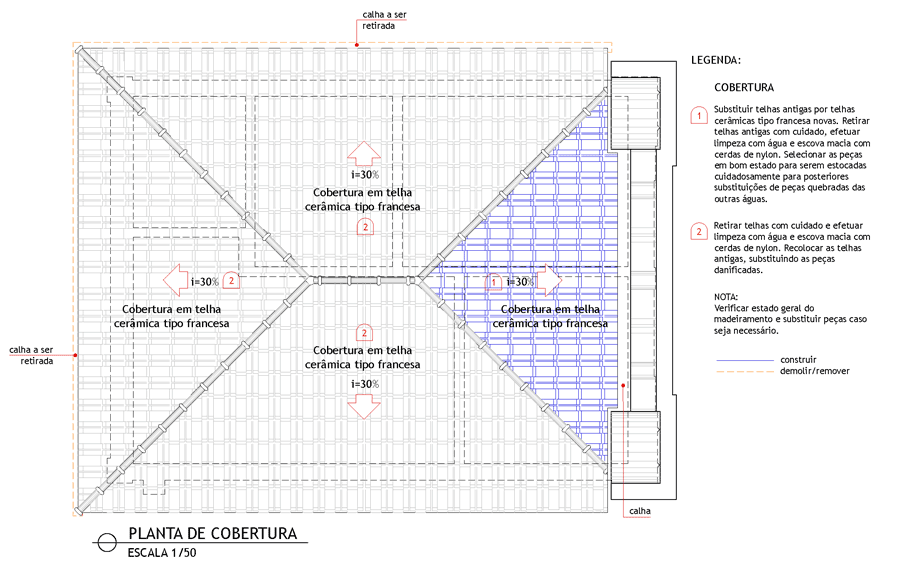 calha a ser
retirada
LEGENDA:
COBERTURA
1
Substituir telhas antigas por telhas
cerâmicas tipo francesa novas. Retirar
telhas antigas com cuidado, efetuar
limpeza com água e escova macia com
cerdas de nylon. Selecionar as peças
em bom estado para serem estocadas
cuidadosamente para posteriores
substituições de peças quebradas das
outras águas.
2
Retirar telhas com cuidado e efetuar
limpeza com água e escova macia com
cerdas de nylon. Recolocar as telhas
antigas, substituindo as peças
danificadas.
NOTA:
Verificar estado geral do
madeiramento e substituir peças caso
seja necessário.
construir
demolir/remover
i=30%
Cobertura em telha
cerâmica tipo francesa
2
i=30% 2
Cobertura em telha
cerâmica tipo francesa
1 i=30%
Cobertura em telha
cerâmica tipo francesa
2
Cobertura em telha
cerâmica tipo francesa
i=30%
calha a ser
retirada
calha
PLANTA DE COBERTURA
ESCALA 1/50